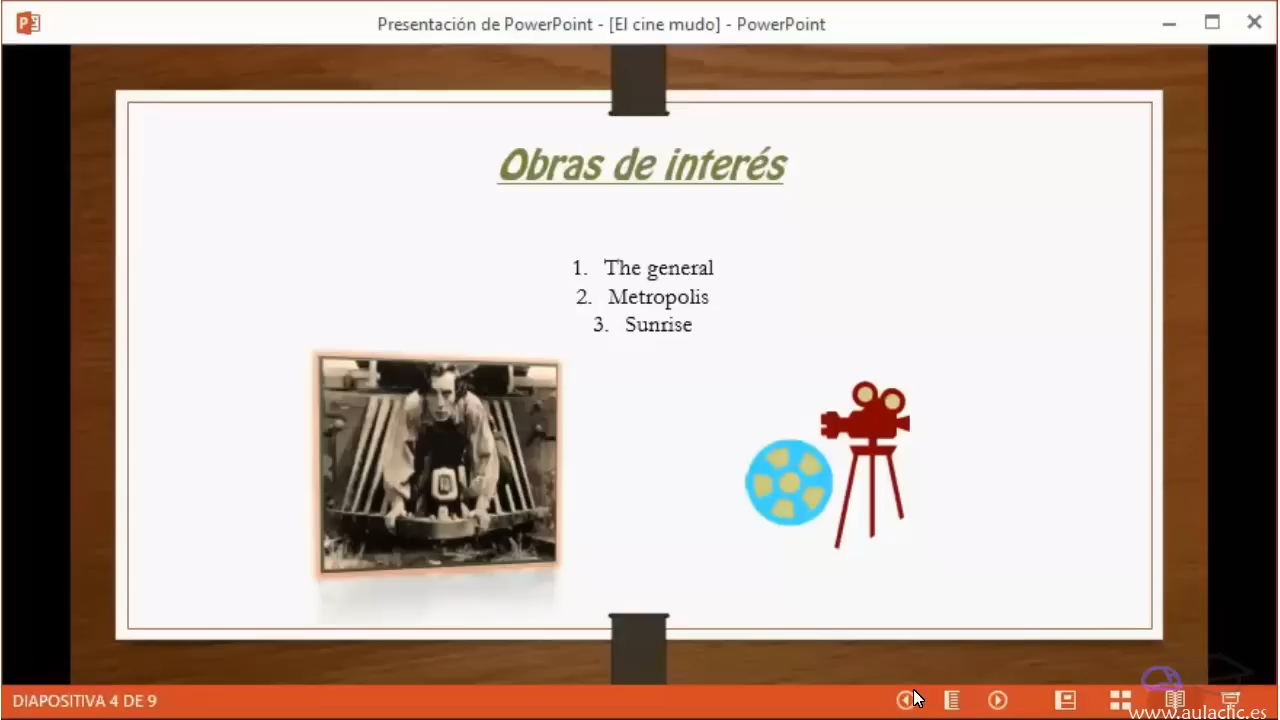 Presentación de PowerPoint - [El cine mudo] - PowerPoint
Obras de interés
1. The general
2. Metropolis
3. Sunrise
DIAPOSITIVA 4 DE 9
www.aulaclic.es